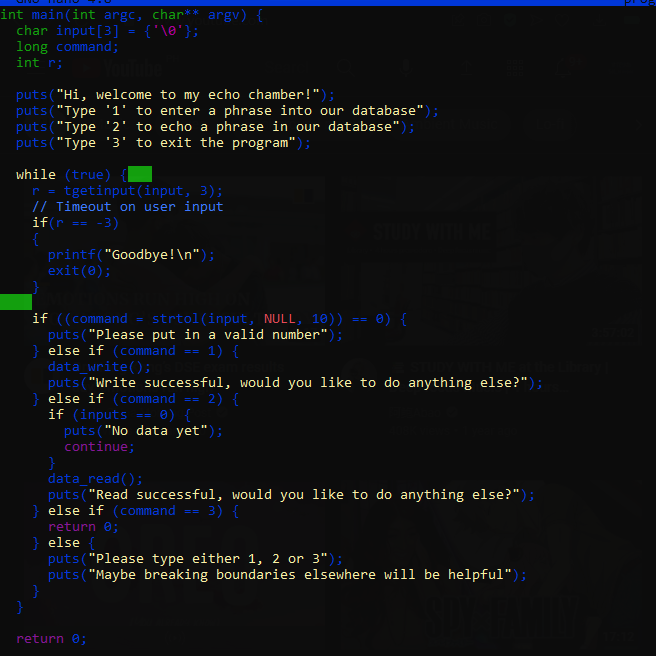 int main(int argc, char** argv) {
  char input[3] = {'\0'};
  long command;
  int r;

  puts("Hi, welcome to my echo chamber!");
  puts("Type '1' to enter a phrase into our database");
  puts("Type '2' to echo a phrase in our database");
  puts("Type '3' to exit the program");

  while (true) {
    r = tgetinput(input, 3);
    // Timeout on user input
    if(r == -3)
    {
      printf("Goodbye!\n");
      exit(0);
    }

    if ((command = strtol(input, NULL, 10)) == 0) {
      puts("Please put in a valid number");
    } else if (command == 1) {
      data_write();
      puts("Write successful, would you like to do anything else?");
    } else if (command == 2) {
      if (inputs == 0) {
        puts("No data yet");
        continue;
      }
      data_read();
      puts("Read successful, would you like to do anything else?");
    } else if (command == 3) {
      return 0;
    } else {
      puts("Please type either 1, 2 or 3");
      puts("Maybe breaking boundaries elsewhere will be helpful");
    }
  }

  return 0;